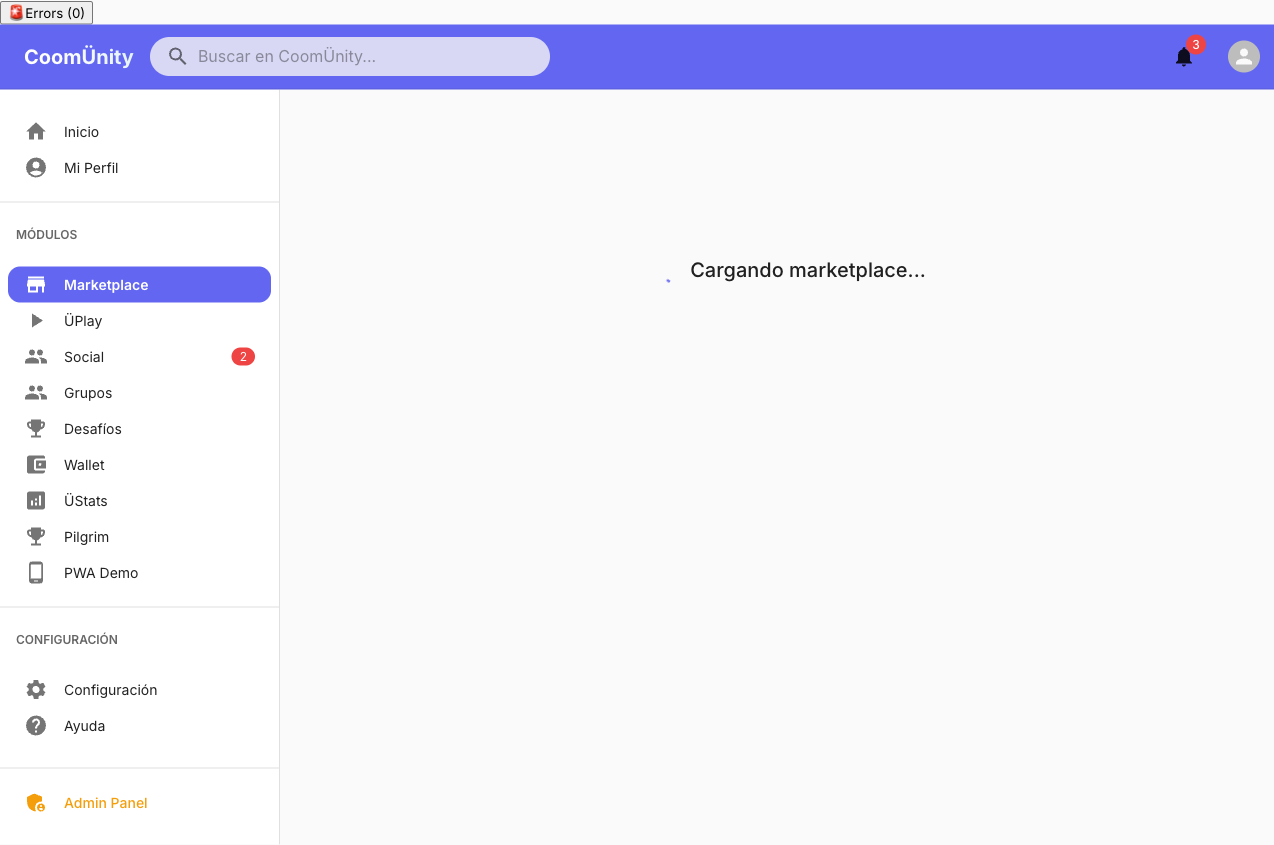 Errors (0)
CoomÜnity
Buscar en CoomÜnity...
3
Inicio
Mi Perfil
MÓDULOS
Marketplace
ÜPlay
Social
2
Grupos
Desafíos
Wallet
ÜStats
Pilgrim
PWA Demo
CONFIGURACIÓN
Configuración
Ayuda
Admin Panel
Cargando marketplace...